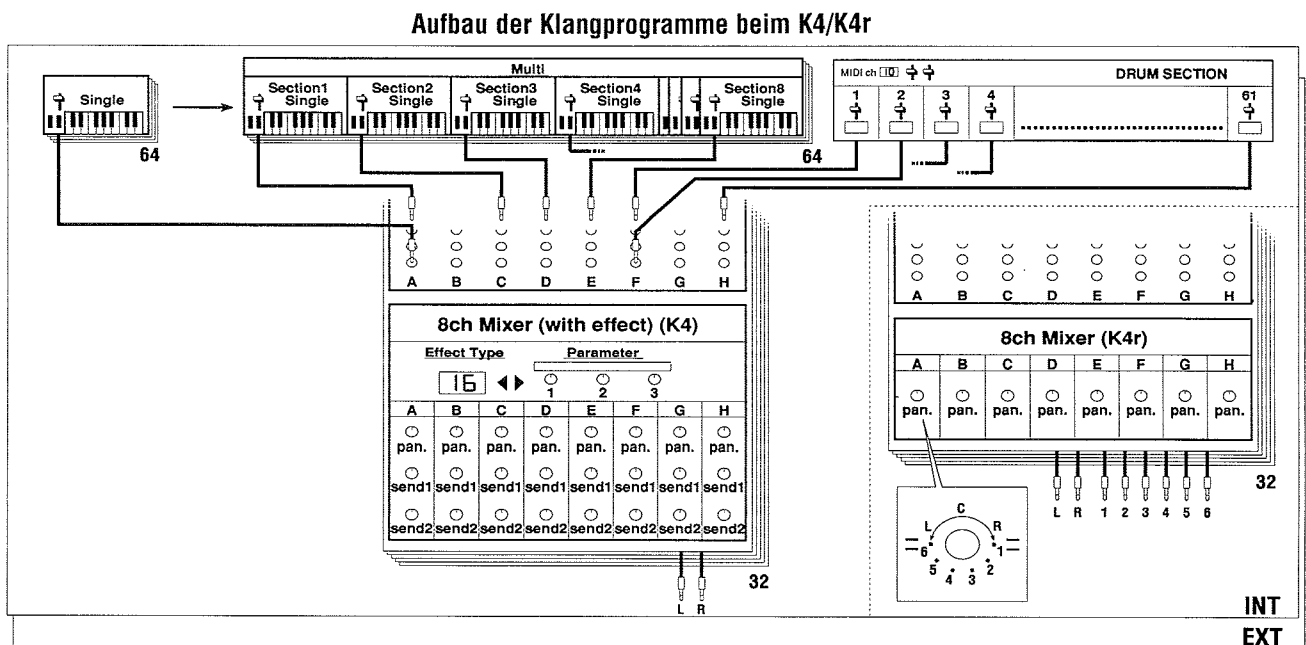 Aufbau der Klangprogramme beim K4/K4r
Single
64
Multi
Section1 Section2 Section3 Section4 Section8
Single Single Single Single Single
64
MIDI ch 10 DRUM SECTION
1 2 3 4 61
A B C D E F G H
8ch Mixer (with effect) (K4)
Effect Type Parameter
16 1 2 3
A B C D E F G H
pan. pan. pan. pan. pan. pan. pan. pan.
send1 send1 send1 send1 send1 send1 send1 send1
send2 send2 send2 send2 send2 send2 send2 send2
32
L R
A B C D E F G H
8ch Mixer (K4r)
A B C D E F G H
pan. pan. pan. pan. pan. pan. pan. pan.
32
L R 1 2 3 4 5 6
C
L R
6 1
5 2
4 3
INT
EXT